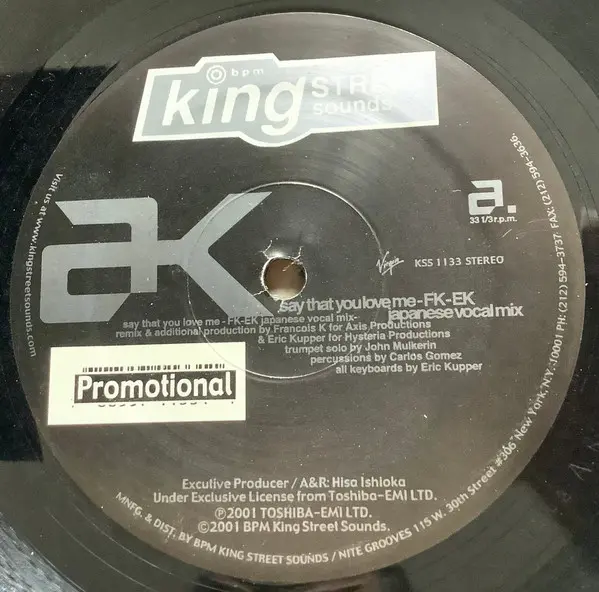 bpm
king STREET
sounds
Visit us at www.kingstreetsounds.com
ak
a.
33 1/3 r.p.m.
Virgin KSS 1133 STEREO
say that you love me - FK-EK
japanese vocal mix
say that you love me - FK-EK japanese vocal mix-
remix & additional production by Francois K for Axis Productions
& Eric Kupper for Hysteria Productions
trumpet solo by John Mulkerin
percussions by Carlos Gomez
all keyboards by Eric Kupper
Promotional
Excutive Producer / A&R: Hisa Ishioka
Under Exclusive License from Toshiba-EMI LTD.
℗2001 TOSHIBA-EMI LTD.
©2001 BPM King Street Sounds.
MNFG. & DIST. BY BPM KING STREET SOUNDS / NITE GROOVES 115 W. 30th Street #306 New York, N.Y. 10001 PH: (212) 594-3737 FAX: (212) 594-3636.